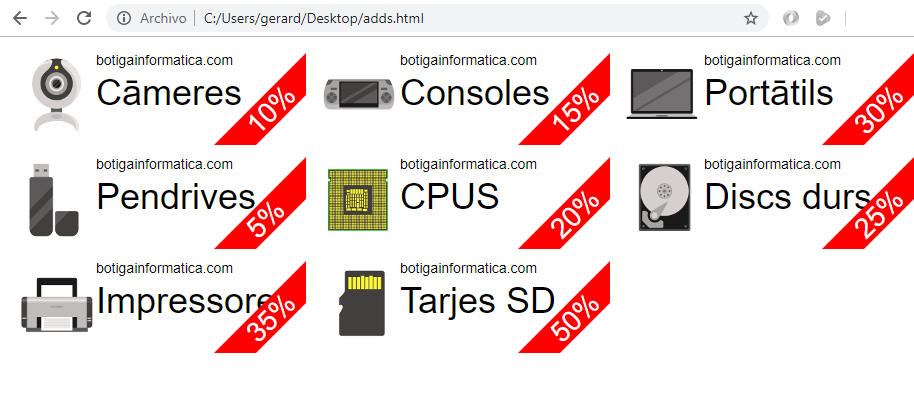 Archivo
C:/Users/gerard/Desktop/adds.html
botigainformatica.com
Cāmeres
10%
botigainformatica.com
Consoles
15%
botigainformatica.com
Portātils
30%
botigainformatica.com
Pendrives
5%
botigainformatica.com
CPUS
20%
botigainformatica.com
Discs durs
25%
botigainformatica.com
Impressore
35%
botigainformatica.com
Tarjes SD
50%